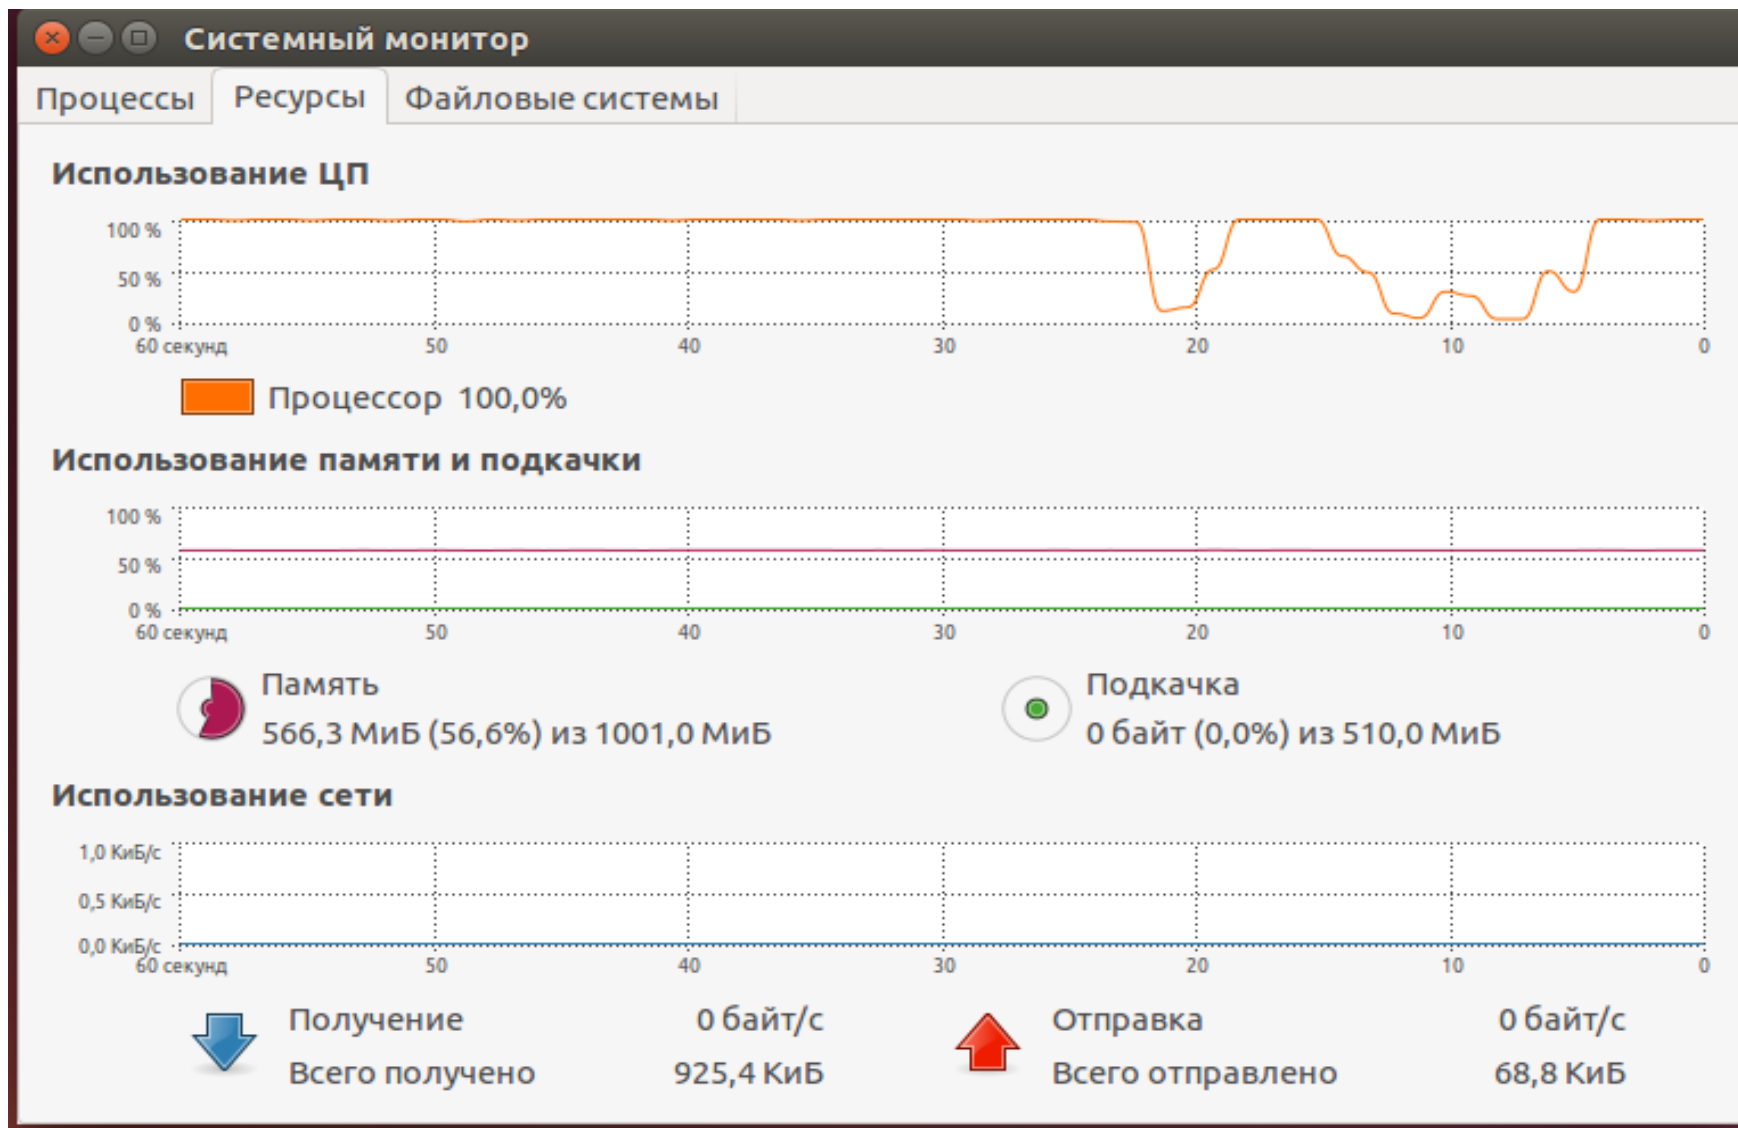 Системный монитор
Процессы Ресурсы Файловые системы
Использование ЦП
100 %
50 %
0 %
60 секунд 50 40 30 20 10 0
Процессор 100,0%
Использование памяти и подкачки
100 %
50 %
0 %
60 секунд 50 40 30 20 10 0
Память Подкачка
566,3 МиБ (56,6%) из 1001,0 МиБ 0 байт (0,0%) из 510,0 МиБ
Использование сети
1,0 КиБ/с
0,5 КиБ/с
0,0 КиБ/с
60 секунд 50 40 30 20 10 0
Получение 0 байт/с Отправка 0 байт/с
Всего получено 925,4 КиБ Всего отправлено 68,8 КиБ